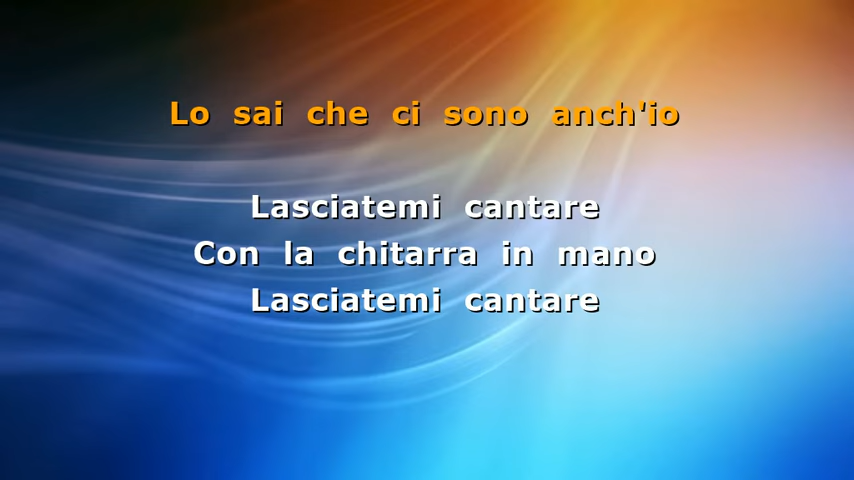 Lo sai che ci sono anch'io
Lasciatemi cantare
Con la chitarra in mano
Lasciatemi cantare